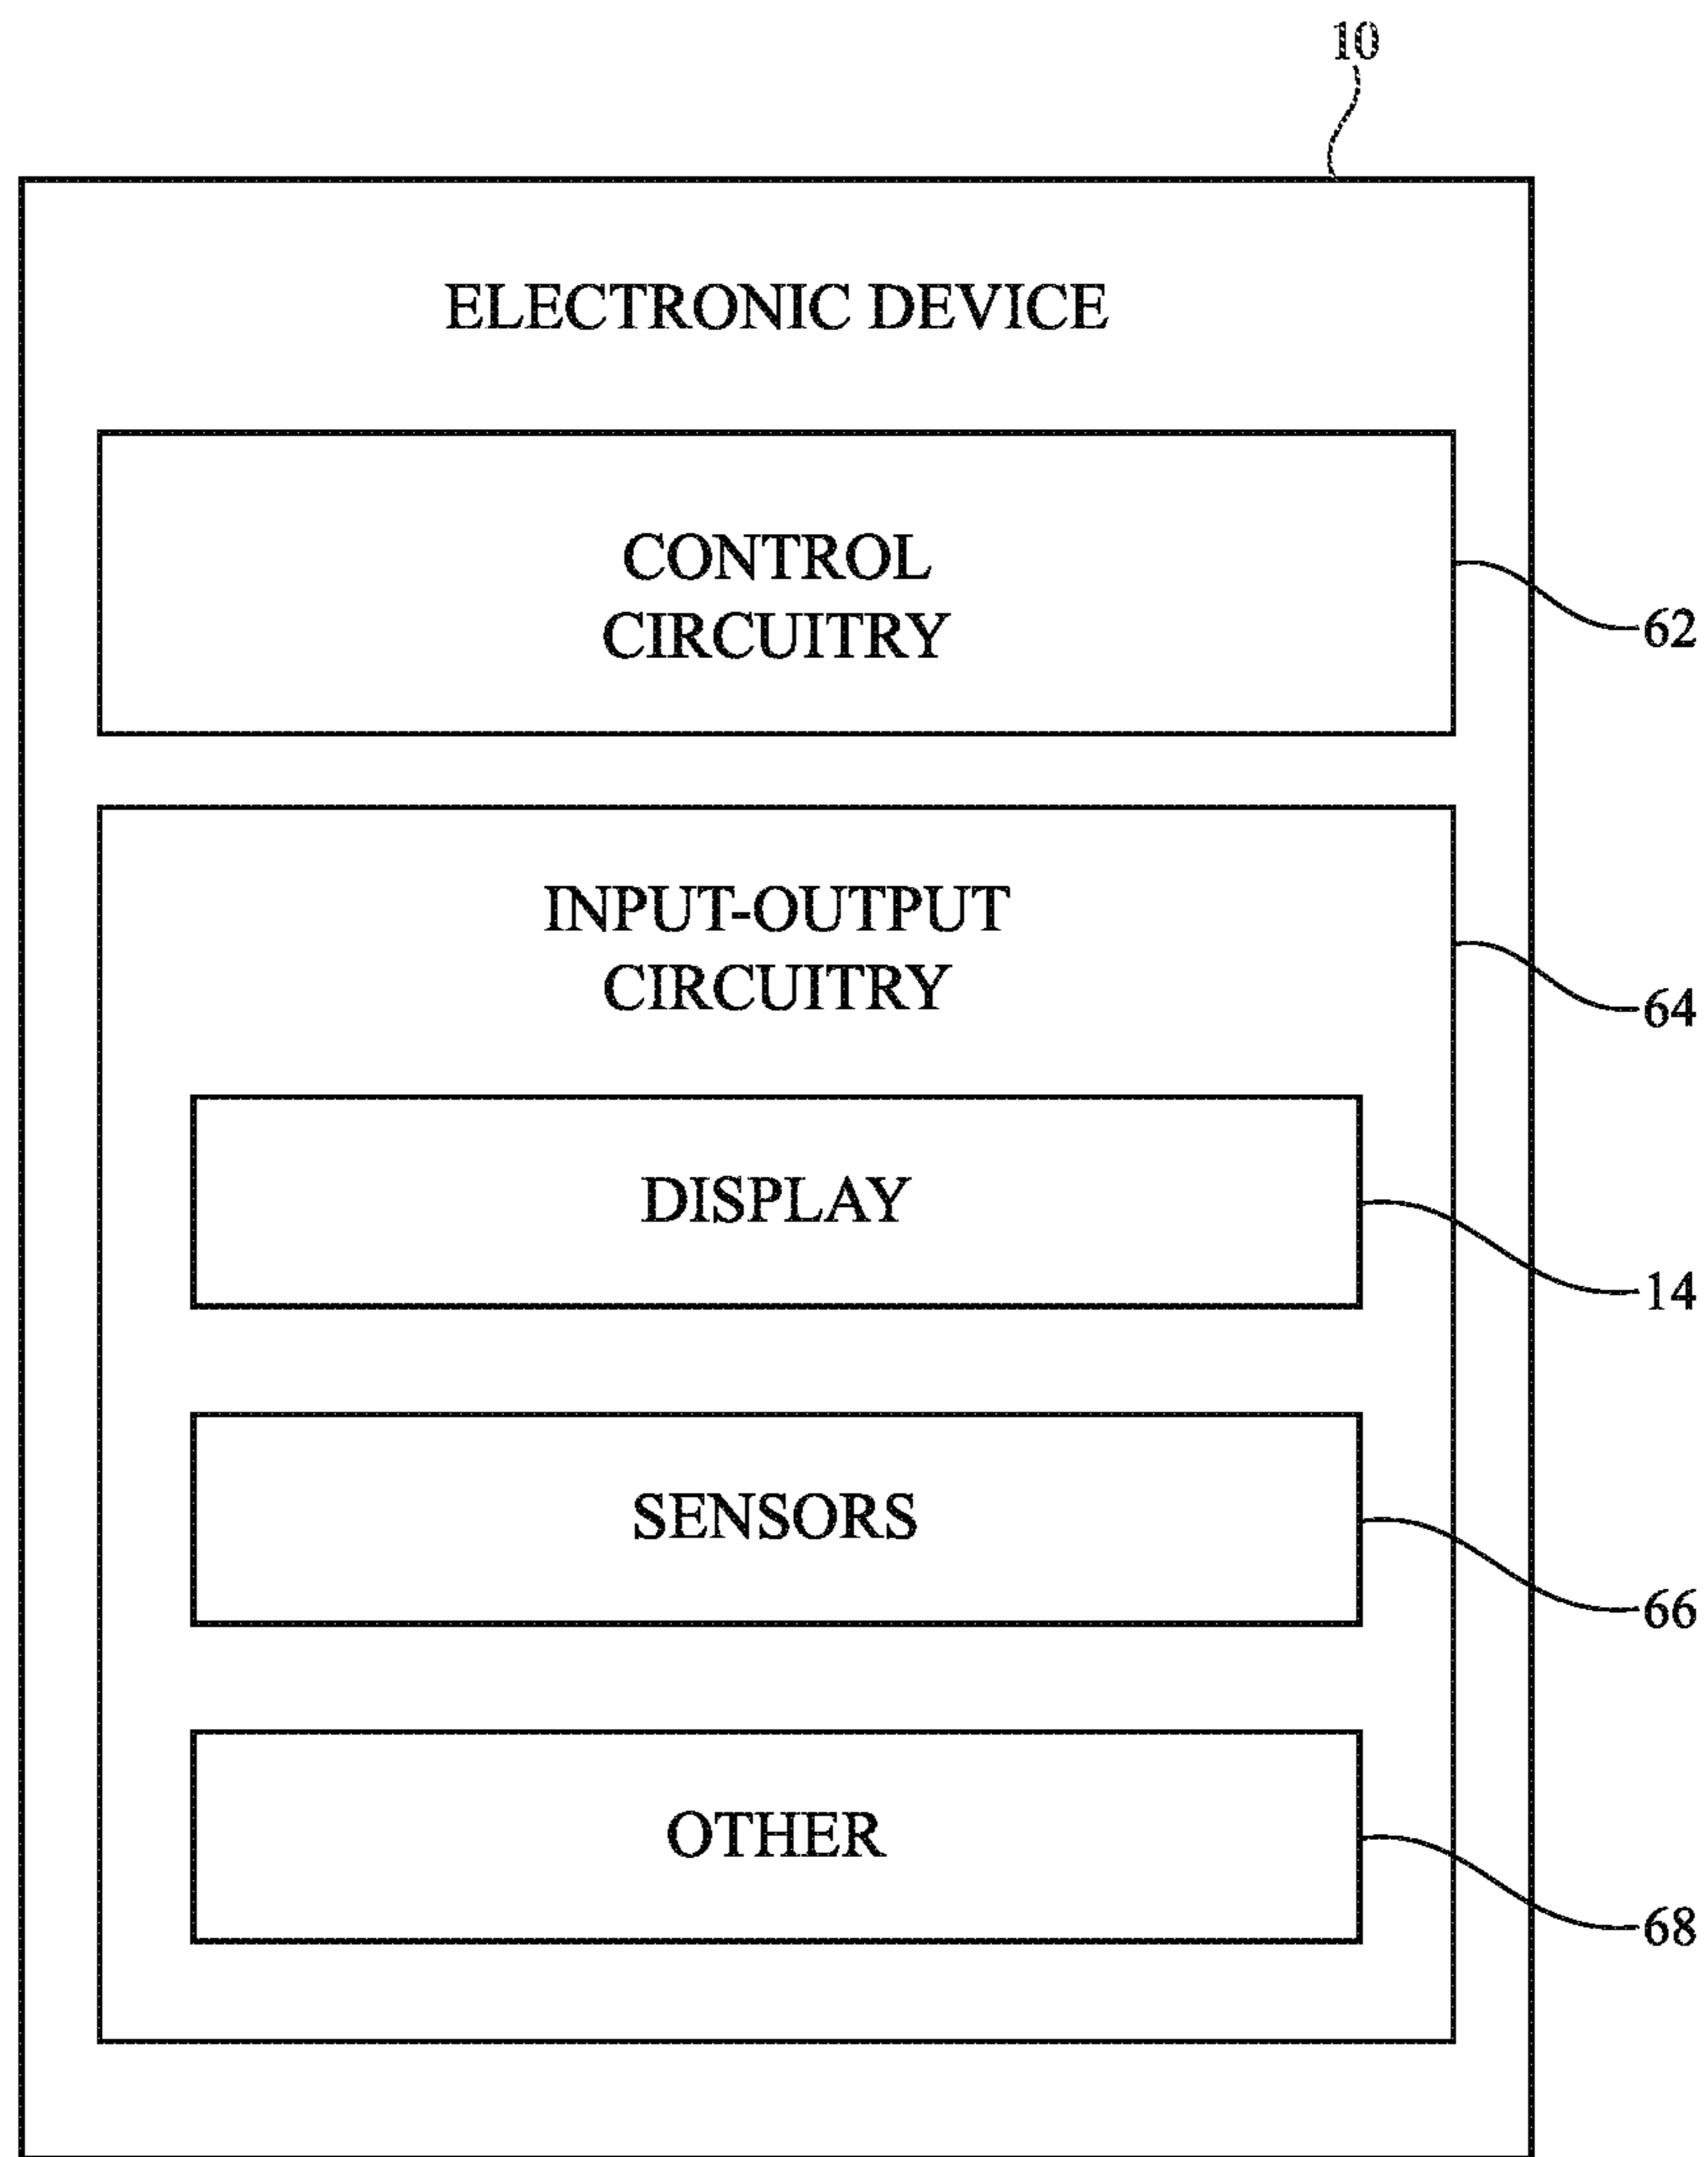 10
ELECTRONIC DEVICE
CONTROL
CIRCUITRY
62
INPUT-OUTPUT
CIRCUITRY
64
DISPLAY
14
SENSORS
66
OTHER
68